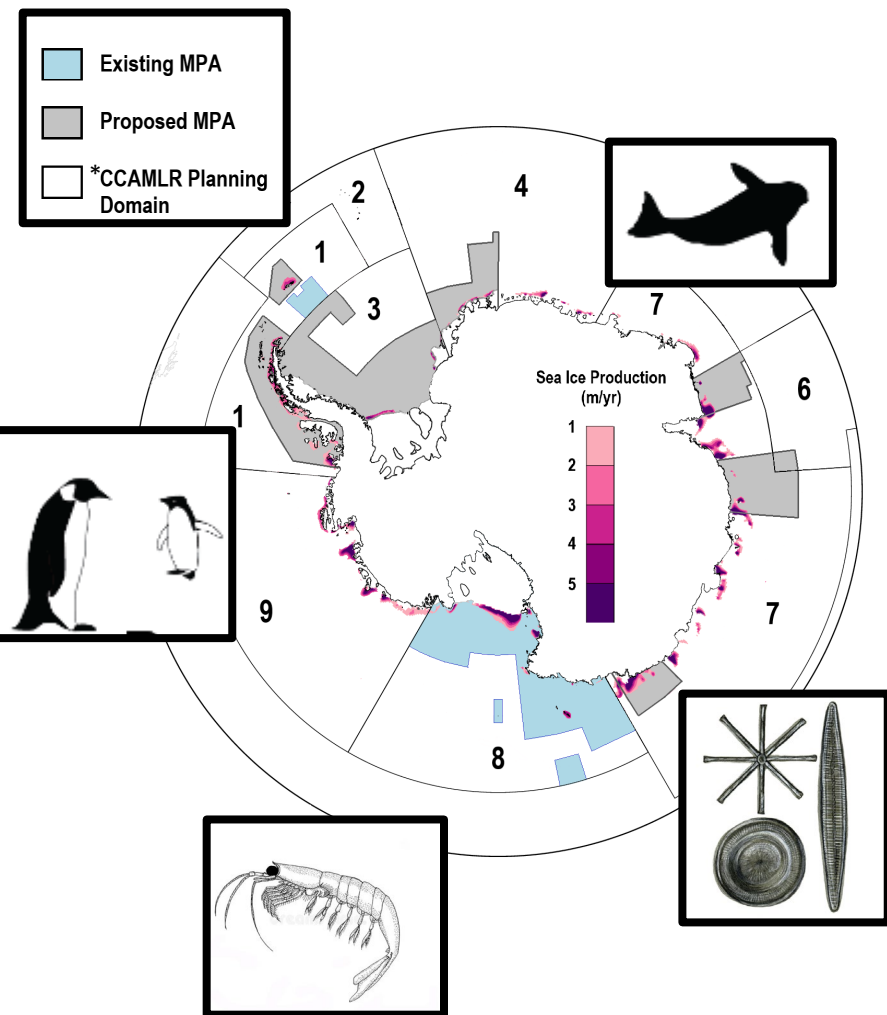 Existing MPA
Proposed MPA
*CCAMLR Planning
Domain
2
4
1
3
7
6
Sea Ice Production
(m/yr)
1
2
3
4
5
1
9
7
8